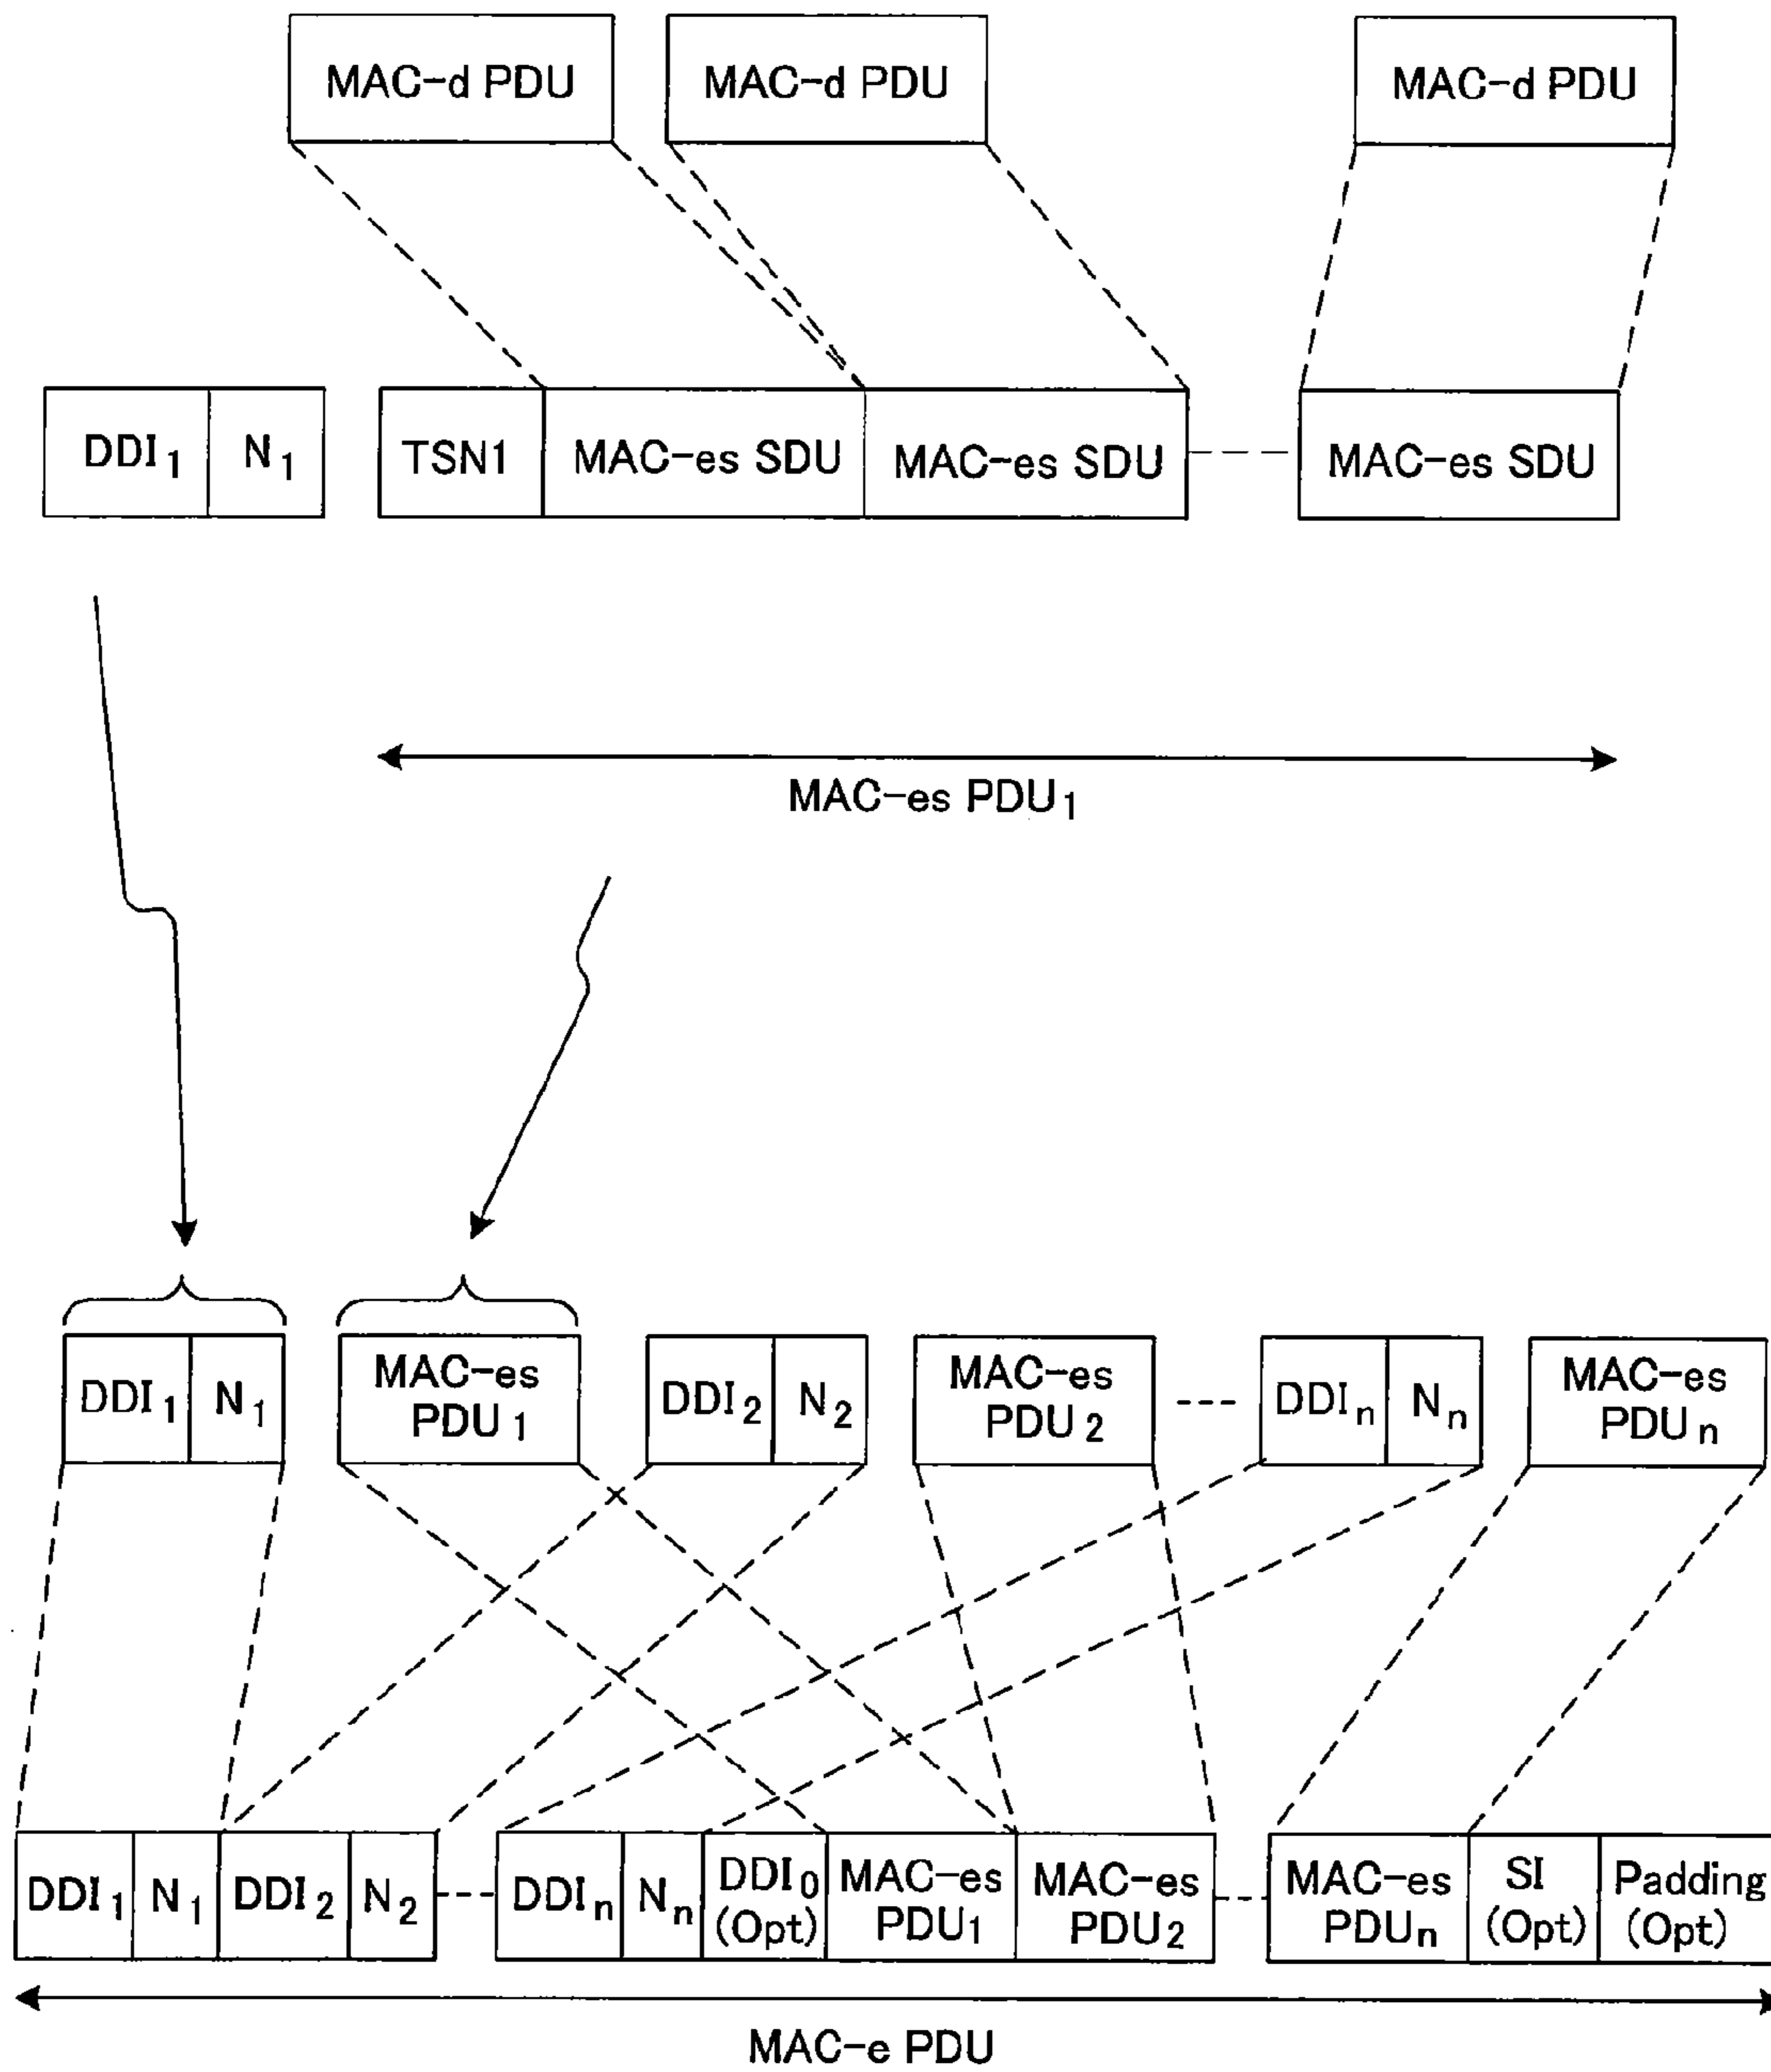 MAC-d PDU MAC-d PDU MAC-d PDU
DDI₁ N₁ TSN1 MAC-es SDU MAC-es SDU MAC-es SDU
MAC-es PDU₁
DDI₁ N₁ MAC-es PDU₁ DDI₂ N₂ MAC-es PDU₂ DDIₙ Nₙ MAC-es PDUₙ
DDI₁ N₁ DDI₂ N₂ DDIₙ Nₙ DDI₀ (Opt) MAC-es PDU₁ MAC-es PDU₂ MAC-es PDUₙ SI (Opt) Padding (Opt)
MAC-e PDU